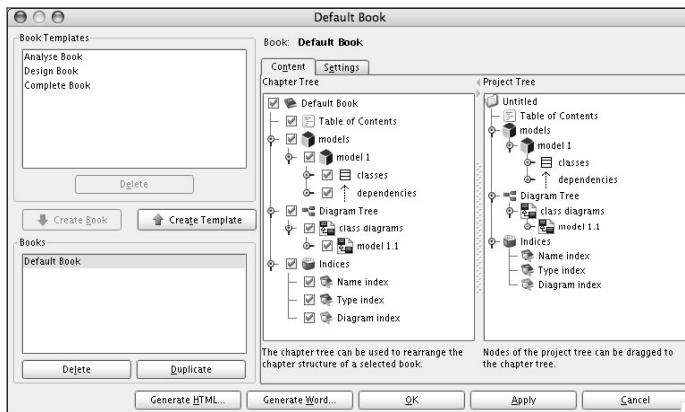 Default Book
Book Templates
Analyse Book
Design Book
Complete Book
Delete
Create Book
Create Template
Books
Default Book
Delete
Duplicate
Book: Default Book
Content
Settings
Chapter Tree
Default Book
Table of Contents
models
model 1
classes
dependencies
Diagram Tree
class diagrams
model 1.1
Indices
Name index
Type index
Diagram index
The chapter tree can be used to rearrange the
chapter structure of a selected book.
Project Tree
Untitled
Table of Contents
models
model 1
classes
dependencies
Diagram Tree
class diagrams
model 1.1
Indices
Name index
Type index
Diagram index
Nodes of the project tree can be dragged to
the chapter tree.
Generate HTML...
Generate Word...
OK
Apply
Cancel